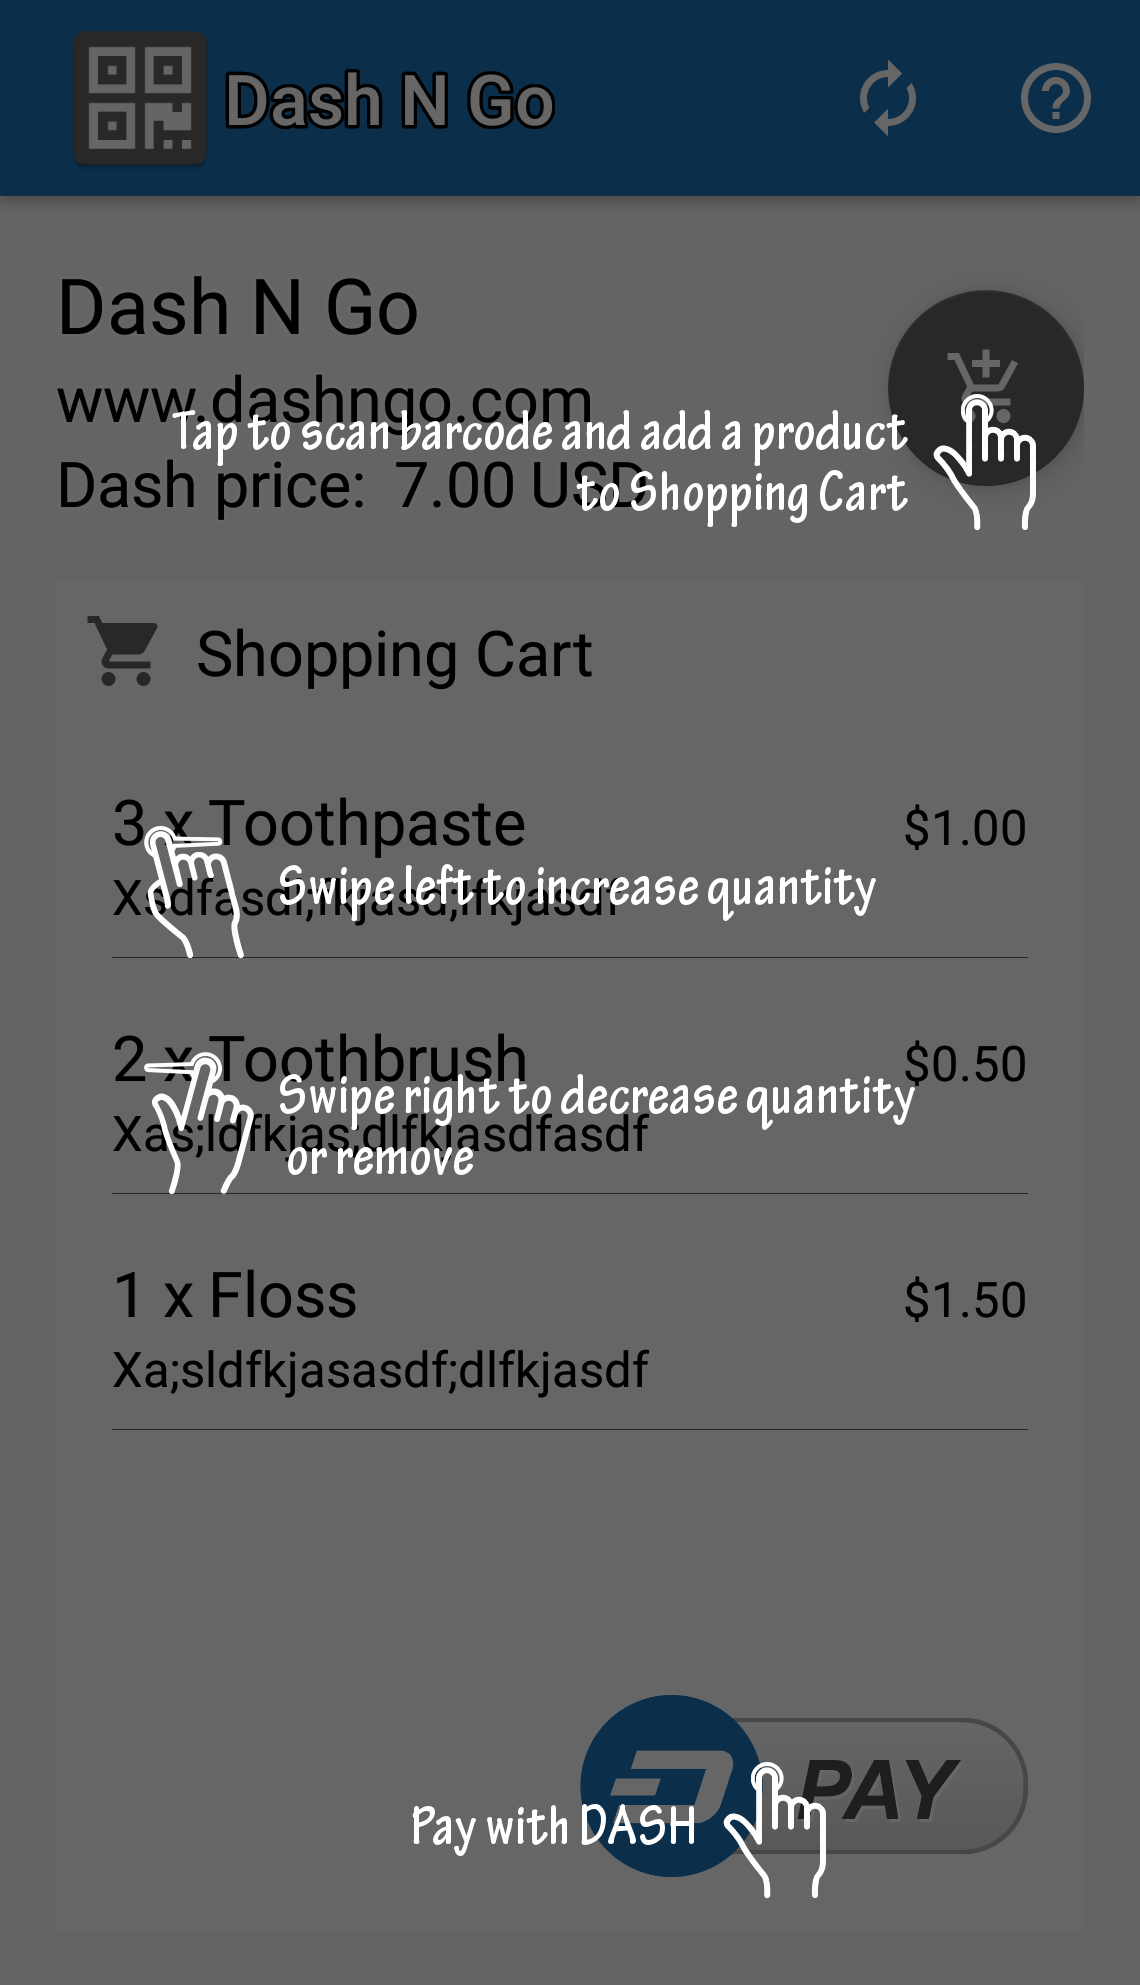 Dash N Go
Dash N Go
www.dashngo.com
Tap to scan barcode and add a product
Dash price: 7.00 USD
to Shopping Cart
Shopping Cart
3 x Toothpaste
$1.00
Swipe left to increase quantity
2 x Toothbrush
$0.50
Swipe right to decrease quantity
Xas;ldfkjas;dlfkjasdfasdf
or remove
1 x Floss
$1.50
Xa;sldfkjasasdf;dlfkjasdf
PAY
Pay with DASH